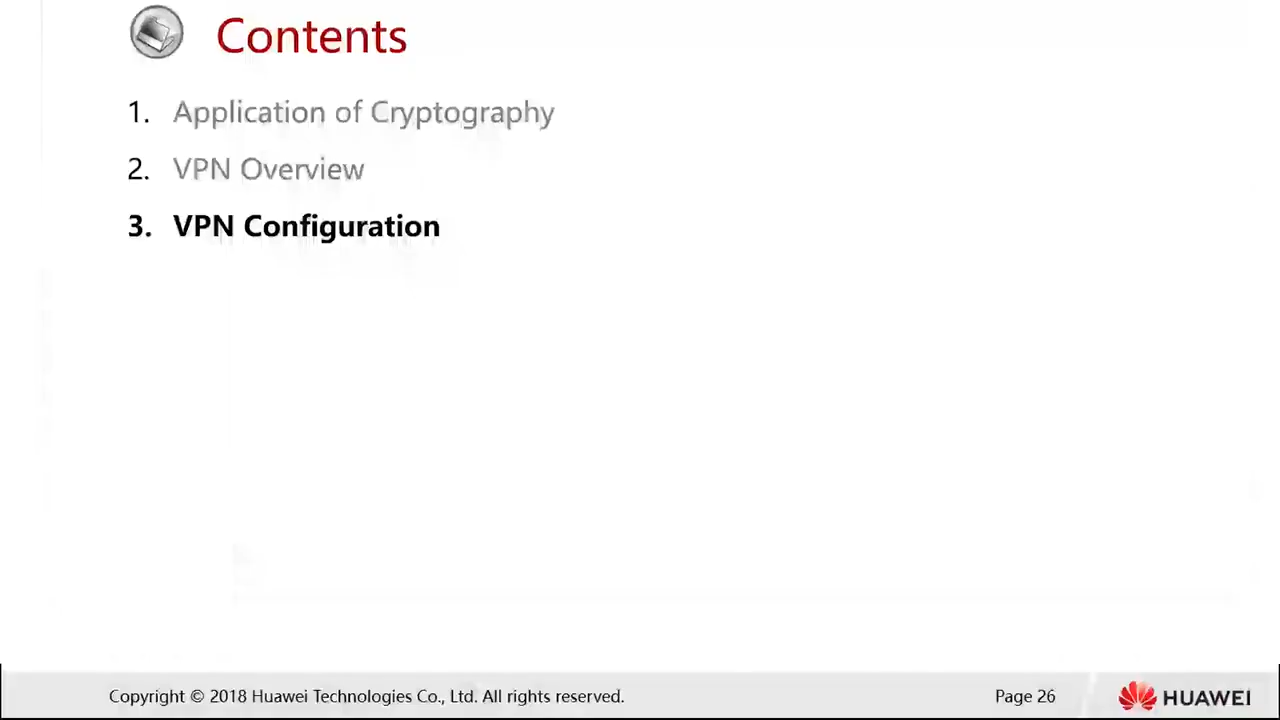 Contents
1. Application of Cryptography
2. VPN Overview
3. VPN Configuration
Copyright © 2018 Huawei Technologies Co., Ltd. All rights reserved.
Page 26
HUAWEI